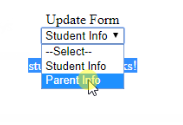 Update Form
Student Info
--Select--
Student Info
Parent Info